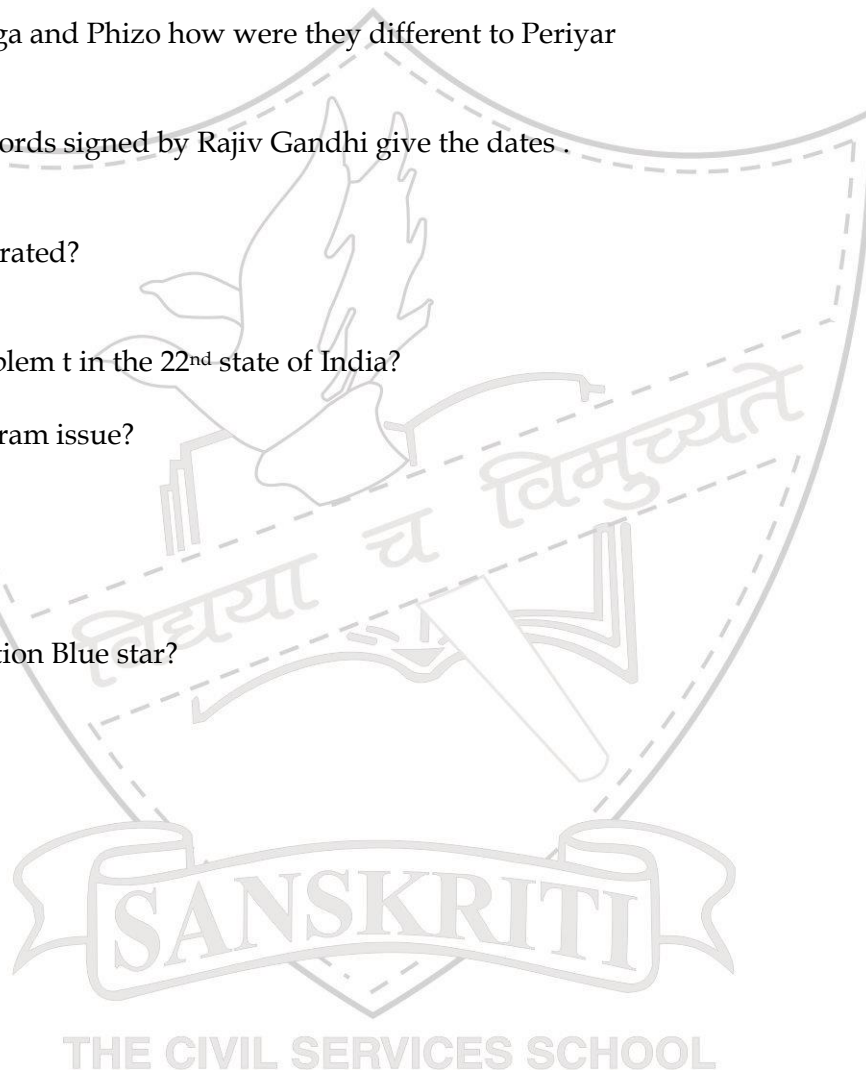 ga and Phizo how were they different to Periyar
ords signed by Rajiv Gandhi give the dates .
rated?
blem t in the 22nd state of India?
ram issue?
विद्यया च विमुच्यते
tion Blue star?
SANSKRITI
THE CIVIL SERVICES SCHOOL